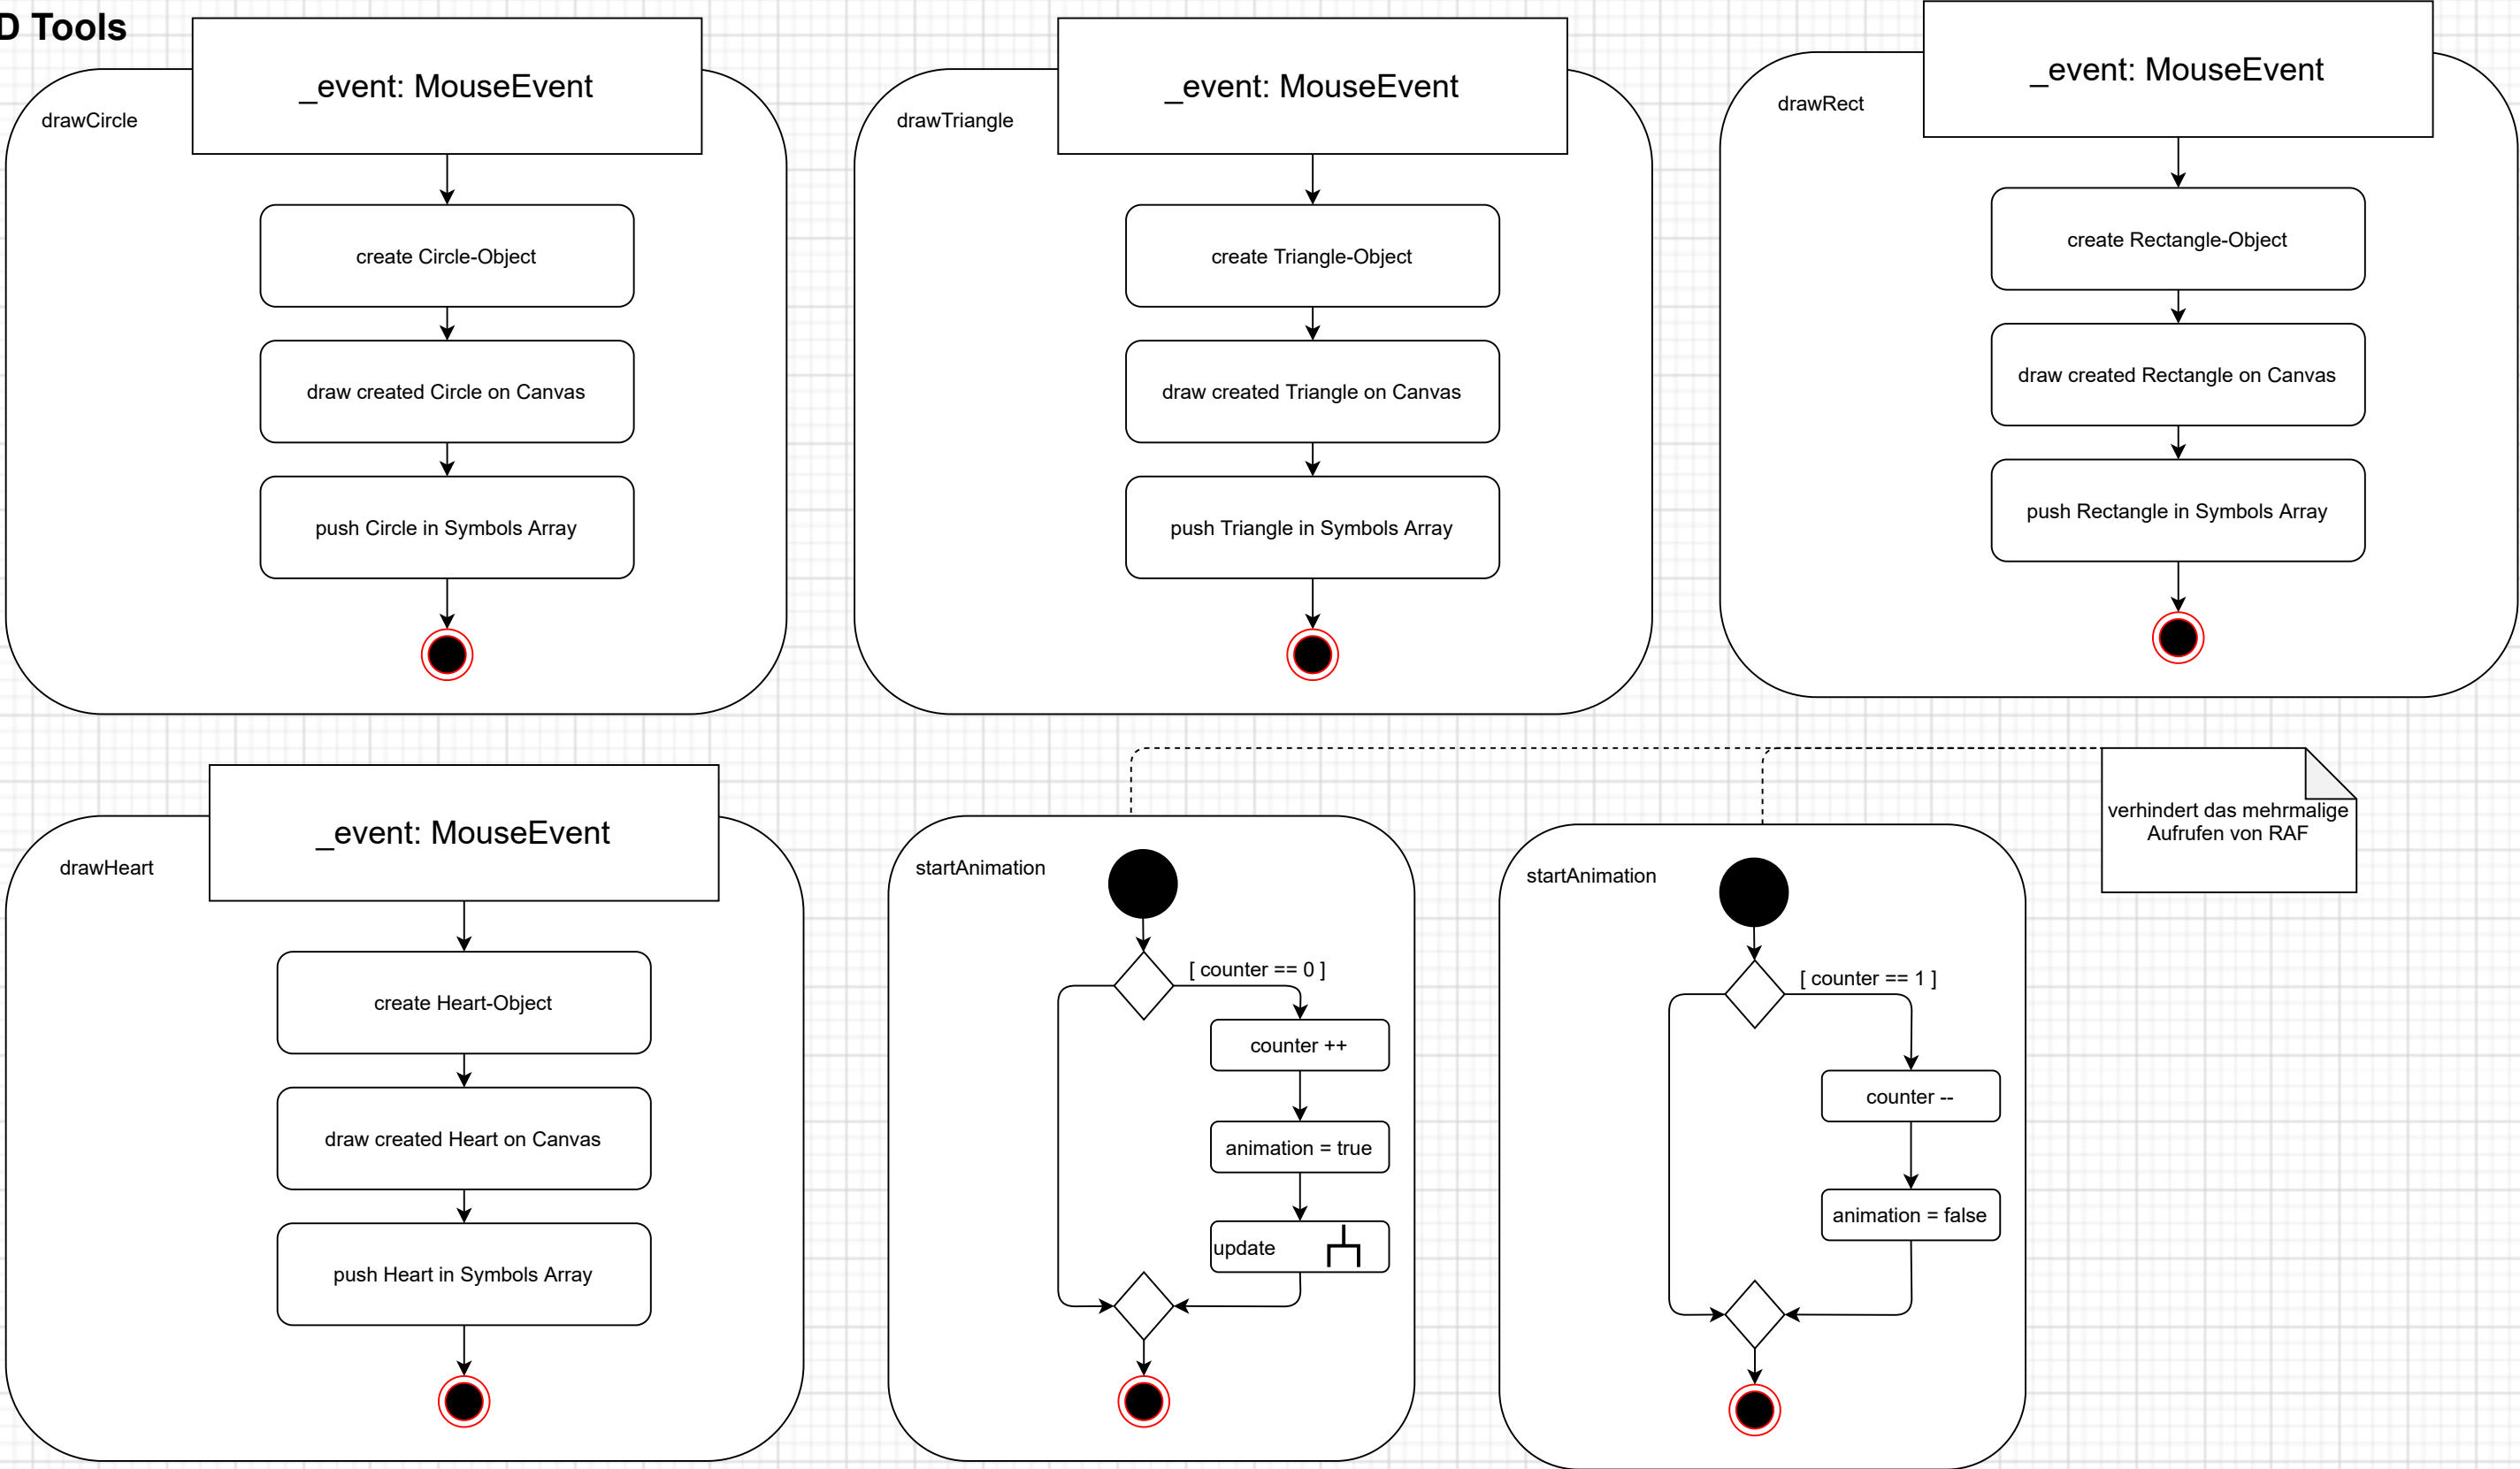 D Tools
_event: MouseEvent
drawCircle
create Circle-Object
draw created Circle on Canvas
push Circle in Symbols Array
_event: MouseEvent
drawTriangle
create Triangle-Object
draw created Triangle on Canvas
push Triangle in Symbols Array
_event: MouseEvent
drawRect
create Rectangle-Object
draw created Rectangle on Canvas
push Rectangle in Symbols Array
_event: MouseEvent
drawHeart
create Heart-Object
draw created Heart on Canvas
push Heart in Symbols Array
startAnimation
[ counter == 0 ]
counter ++
animation = true
update
startAnimation
[ counter == 1 ]
counter --
animation = false
verhindert das mehrmalige
Aufrufen von RAF